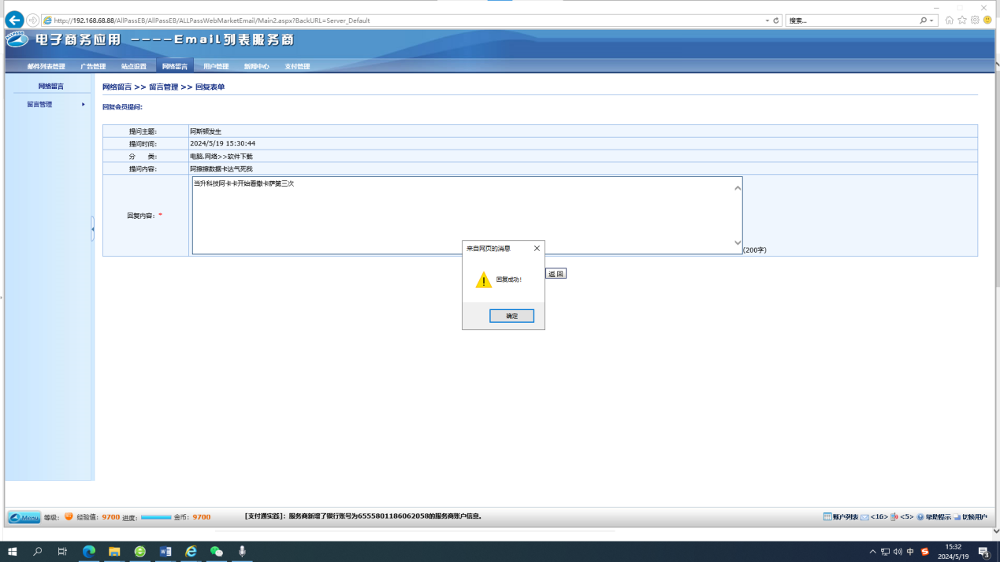 http://192.168.68.88/AllPassEB/AllPassEB/ALLPassWebMarketEmail/Main2.aspx?BackURL=Server_Default
搜索...
电子商务应用 ----Email列表服务商
邮件列表管理 广告管理 站点设置 网络留言 用户管理 新闻中心 支付管理
网络留言
留言管理
网络留言 >> 留言管理 >> 回复表单
回复会员提问:
提问主题: 阿斯顿发生
提问时间: 2024/5/19 15:30:44
分 类: 电脑.网络>>软件下载
提问内容: 阿擦擦数据卡达气死我
回复内容: * 当升科技阿卡卡开始看撒卡萨第三次
(200字)
来自网页的消息
回复成功!
确定
返 回
Menu 等级: 经验值: 9700 进度: 金币: 9700 [支付通实践]: 服务商新增了银行账号为6555801186062058的服务商账户信息。 账户列表 <16> <5> 帮助提示 切换用户
中 15:32
2024/5/19 3